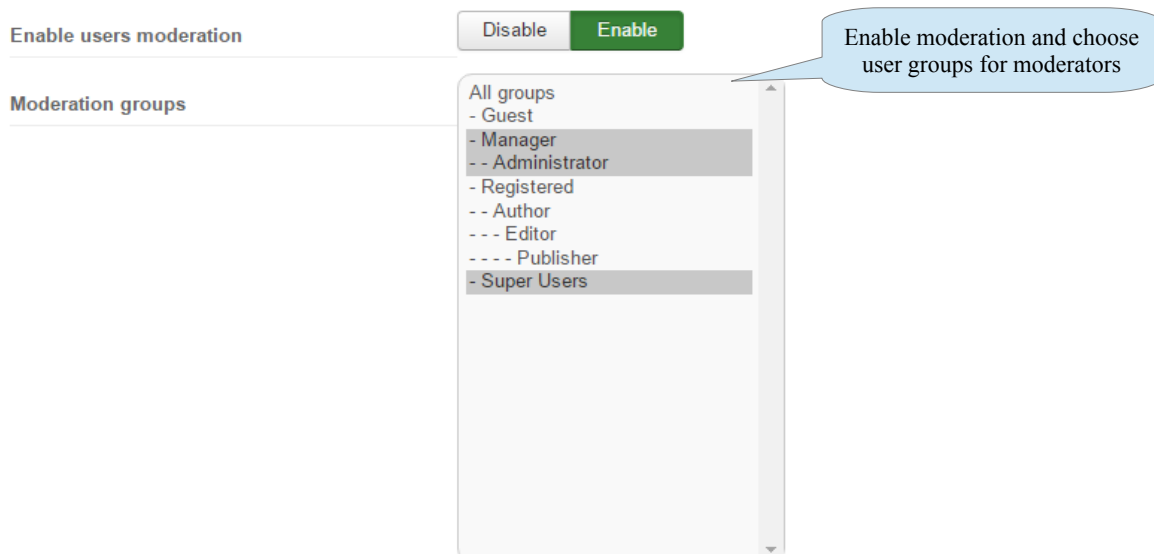 Enable users moderation
Disable
Enable
Enable moderation and choose
user groups for moderators
Moderation groups
All groups
- Guest
- Manager
- - Administrator
- Registered
- - Author
- - - Editor
- - - - Publisher
- Super Users